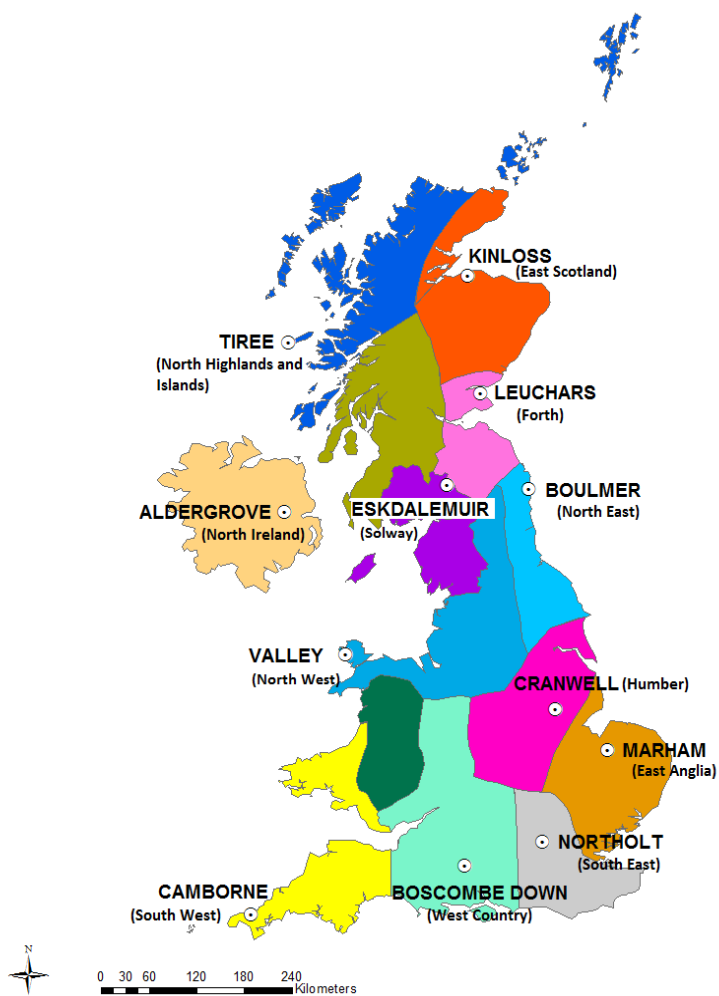 KINLOSS
(East Scotland)
TIREE
(North Highlands and
Islands)
LEUCHARS
(Forth)
BOULMER
(North East)
ALDERGROVE
(North Ireland)
ESKDALEMUIR
(Solway)
VALLEY
(North West)
CRANWELL (Humber)
MARHAM
(East Anglia)
NORTHOLT
(South East)
CAMBORNE
(South West)
BOSCOMBE DOWN
(West Country)
N
0 30 60 120 180 240
Kilometers